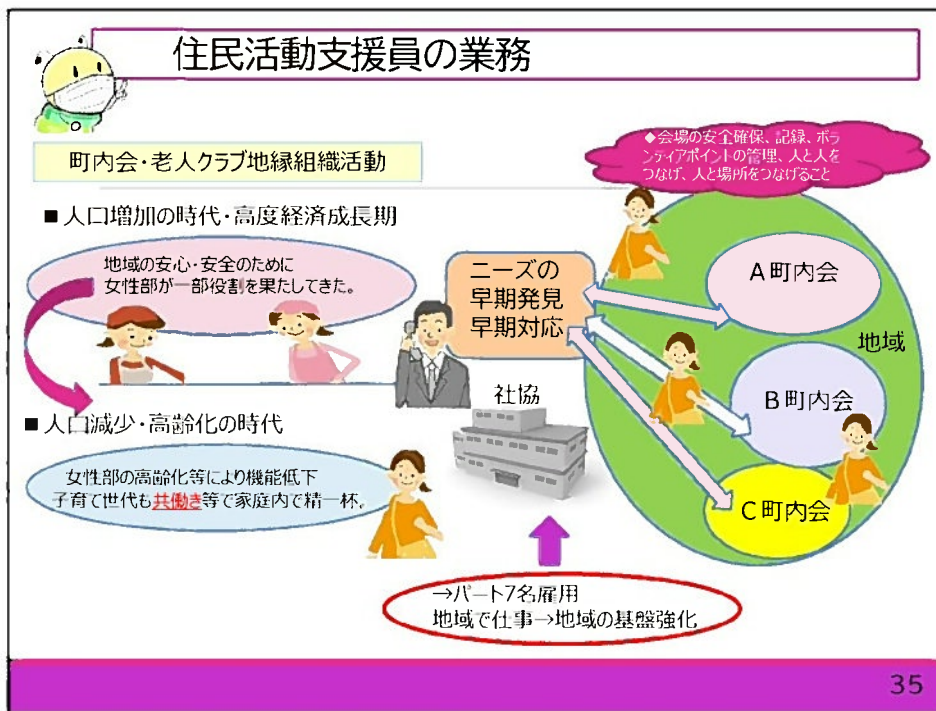 住民活動支援員の業務
町内会・老人クラブ地縁組織活動
◆会場の安全確保、記録、ボラ
ンティアポイントの管理、人と人を
つなげ、人と場所をつなげること
■人口増加の時代・高度経済成長期
地域の安心・安全のために
女性部が一部役割を果たしてきた。
ニーズの
早期発見
早期対応
A町内会
地域
B町内会
C町内会
社協
■人口減少・高齢化の時代
女性部の高齢化等により機能低下
子育て世代も共働き等で家庭内で精一杯。
→パート7名雇用
地域で仕事→地域の基盤強化
35